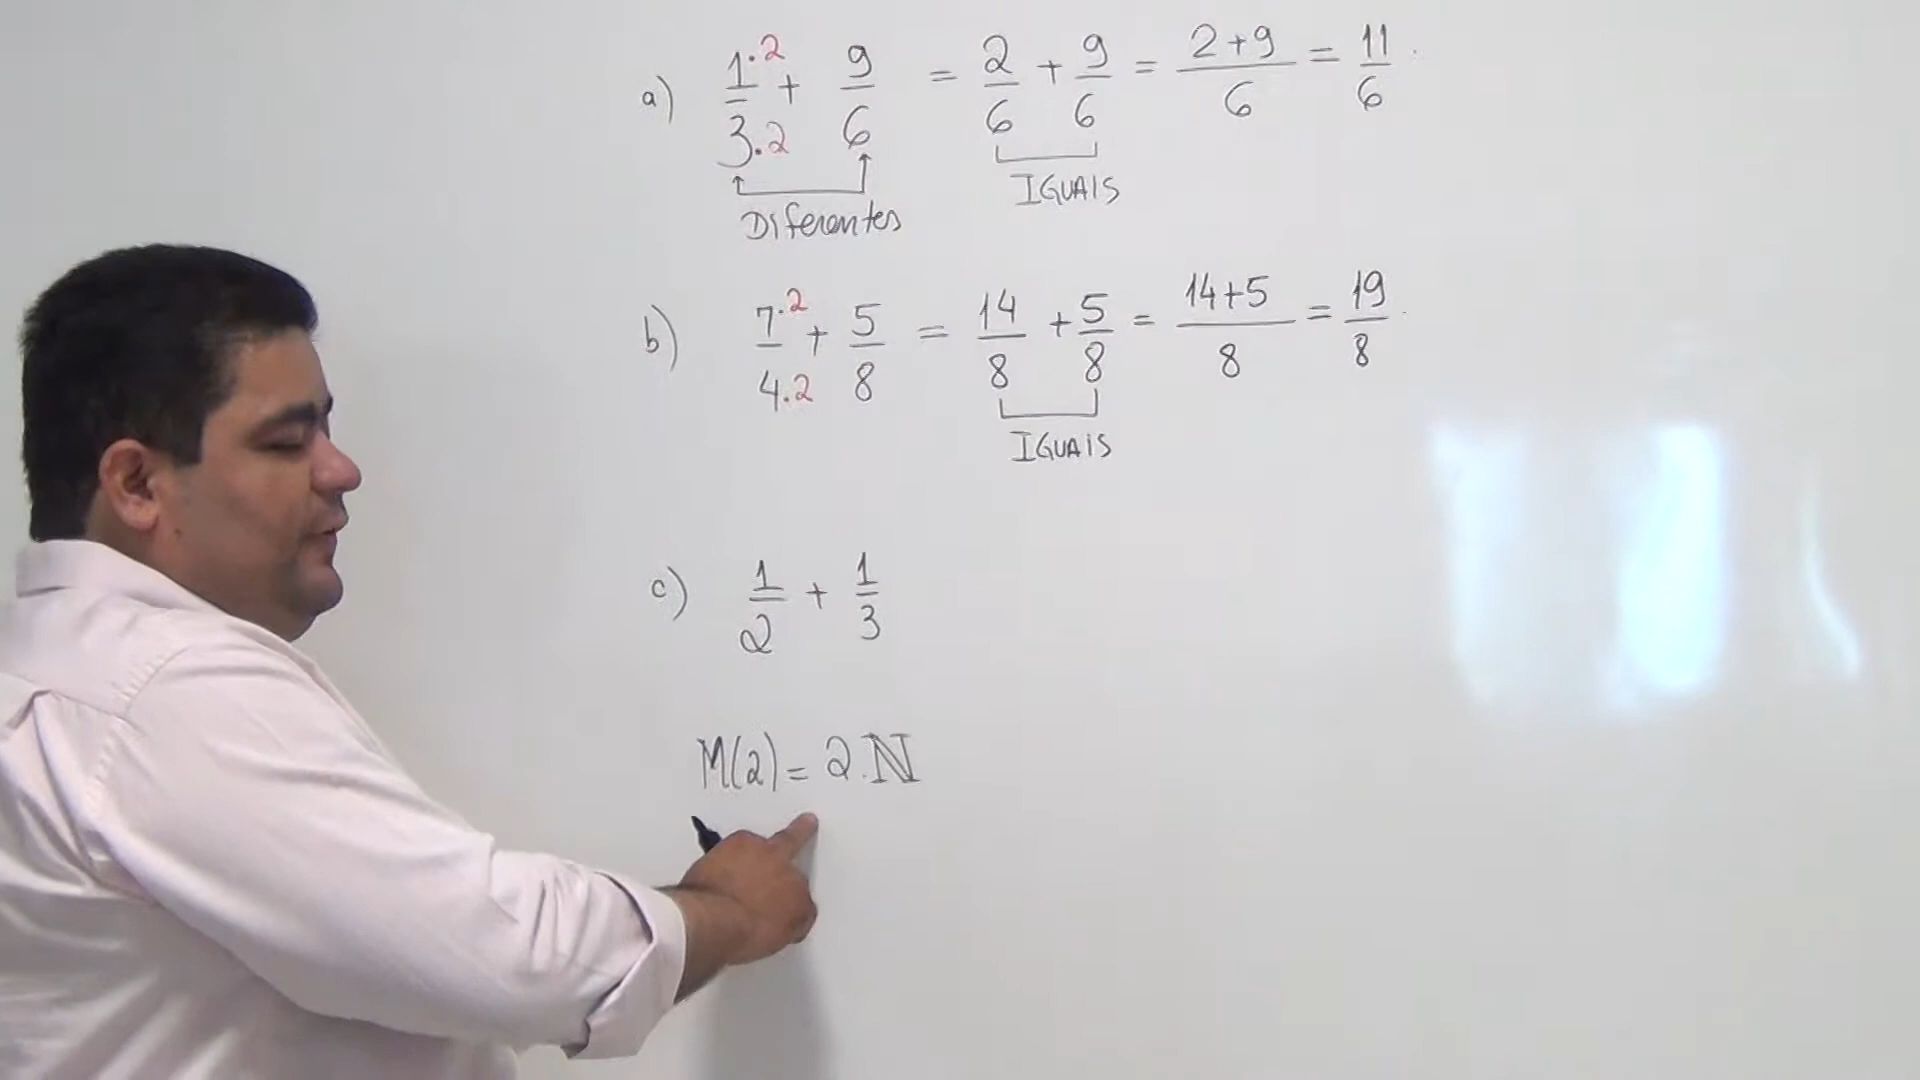 a) 1·2/3·2 + 9/6 = 2/6 + 9/6 = 2+9/6 = 11/6.
Diferentes IGUAIS
b) 7·2/4·2 + 5/8 = 14/8 + 5/8 = 14+5/8 = 19/8.
IGUAIS
c) 1/2 + 1/3
M(2) = 2.ℕ